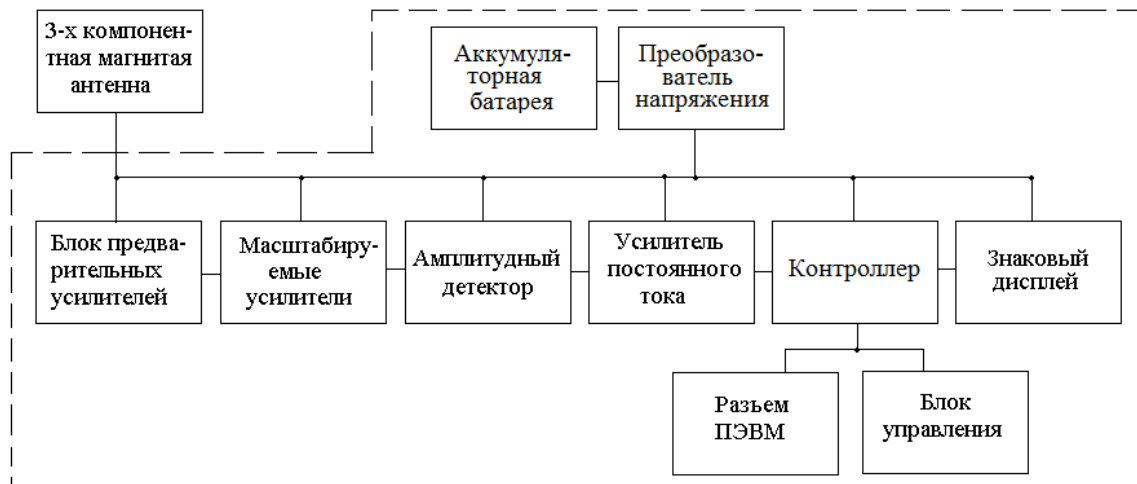 3-х компонен-
тная магнитая
антенна
Аккумуля-
торная
батарея
Преобразо-
ватель
напряжения
Блок предва-
рительных
усилителей
Масштабиру-
емые
усилители
Амплитудный
детектор
Усилитель
постоянного
тока
Контроллер
Знаковый
дисплей
Разьем
ПЭВМ
Блок
управления